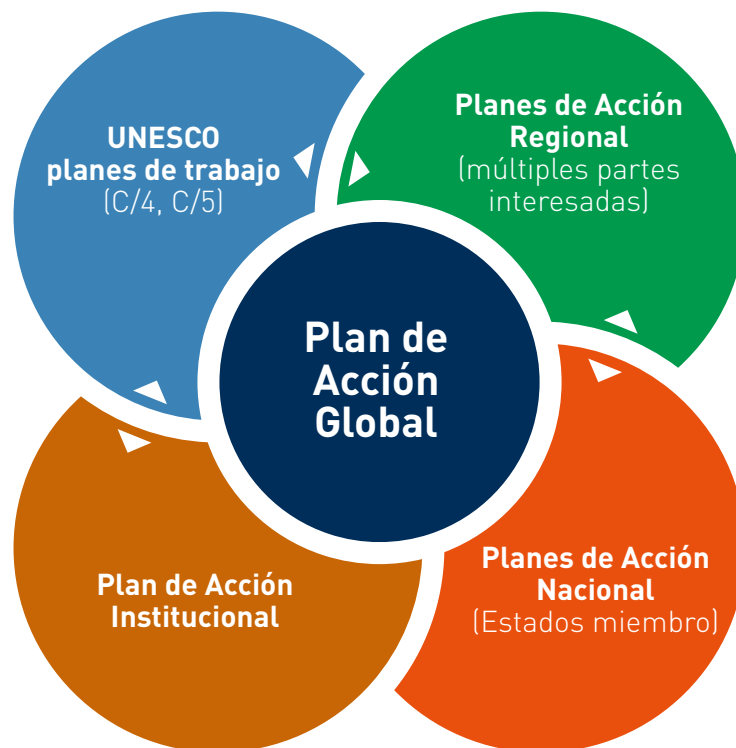 UNESCO
planes de trabajo
(C/4, C/5)
Planes de Acción
Regional
(múltiples partes
interesadas)
Plan de
Acción
Global
Plan de Acción
Institucional
Planes de Acción
Nacional
(Estados miembro)